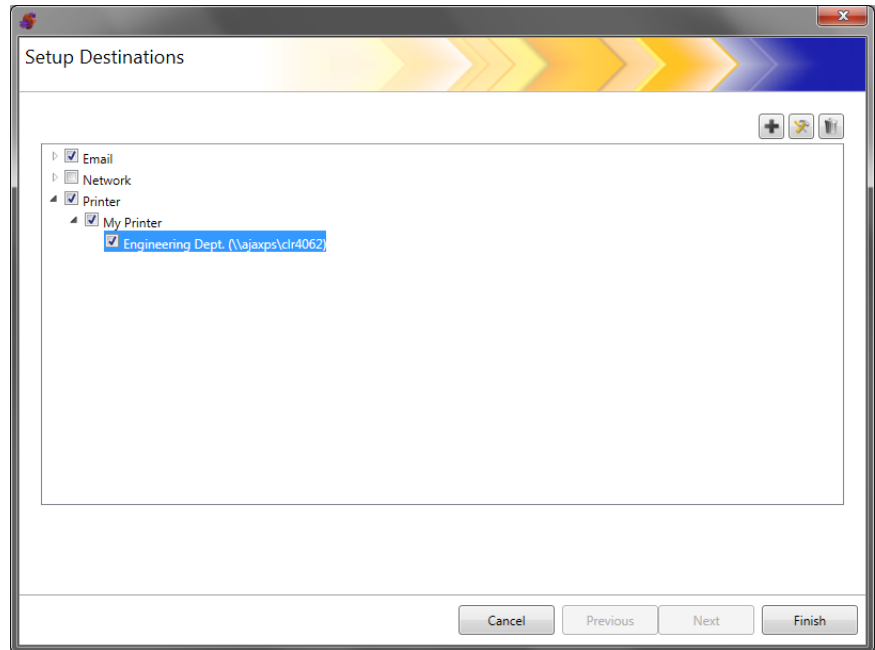 Setup Destinations
Email
Network
Printer
My Printer
Engineering Dept. (\\ajaxps\clr4062)
Cancel Previous Next Finish